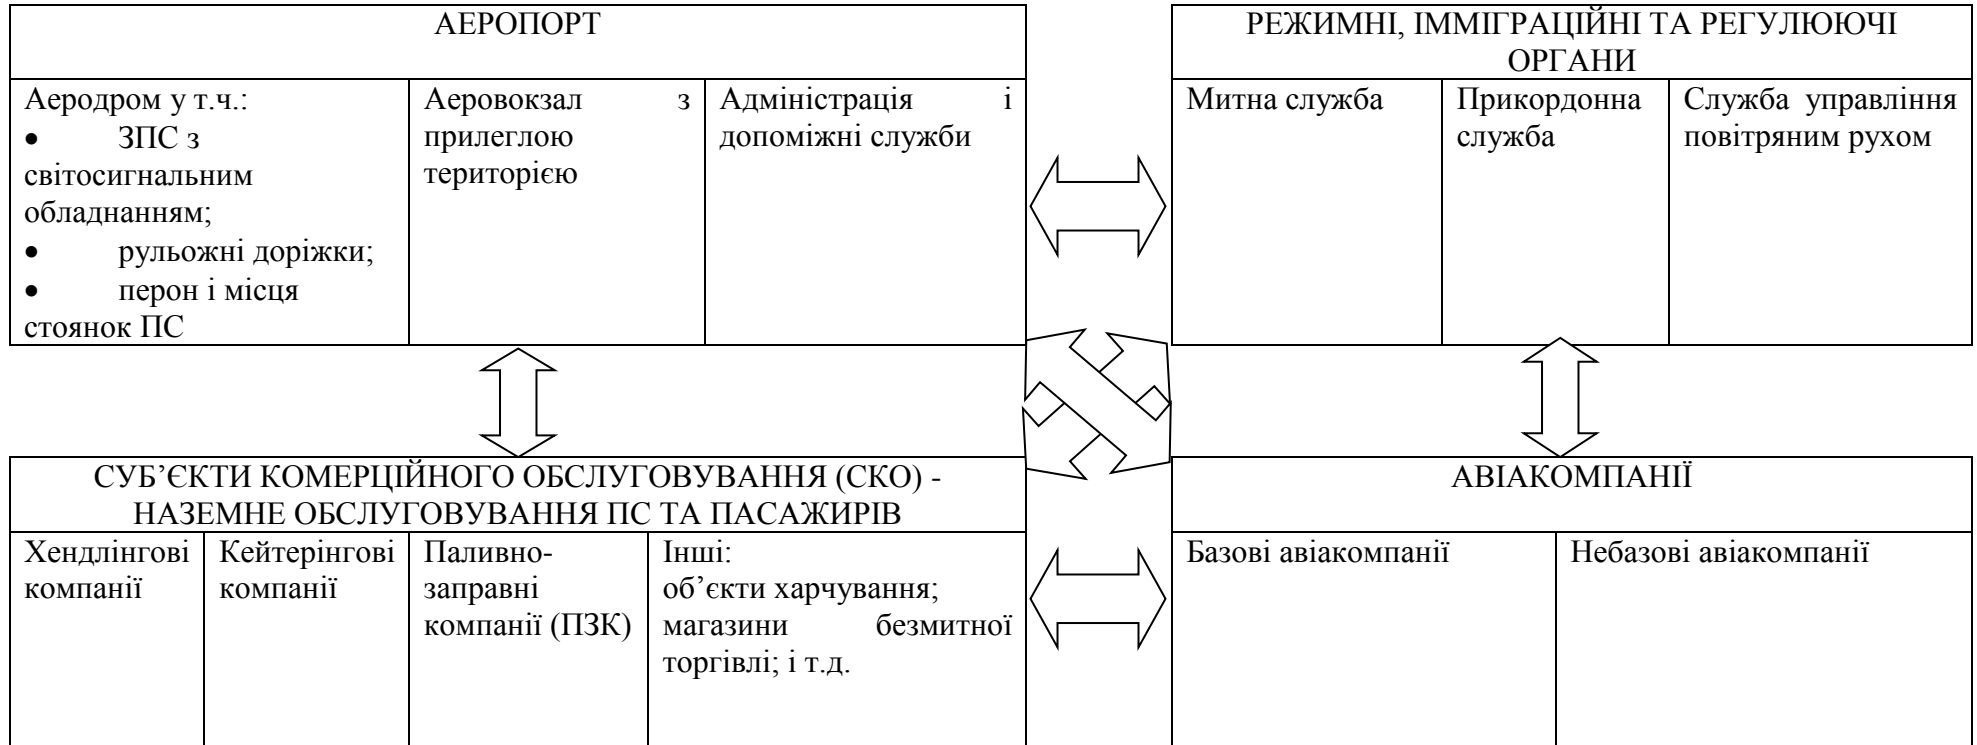 АЕРОПОРТ
Аеродром у т.ч.:
• ЗПС з
світосигнальним
обладнанням;
• рульожні доріжки;
• перон і місця
стоянок ПС
Аеровокзал з
прилеглою
територією
Адміністрація і
допоміжні служби
РЕЖИМНІ, ІММІГРАЦІЙНІ ТА РЕГУЛЮЮЧІ
ОРГАНИ
Митна служба
Прикордонна
служба
Служба управління
повітряним рухом
СУБ’ЄКТИ КОМЕРЦІЙНОГО ОБСЛУГОВУВАННЯ (СКО) -
НАЗЕМНЕ ОБСЛУГОВУВАННЯ ПС ТА ПАСАЖИРІВ
Хендлінгові
компанії
Кейтерінгові
компанії
Паливно-
заправні
компанії (ПЗК)
Інші:
об’єкти харчування;
магазини безмитної
торгівлі; і т.д.
АВІАКОМПАНІЇ
Базові авіакомпанії
Небазові авіакомпанії